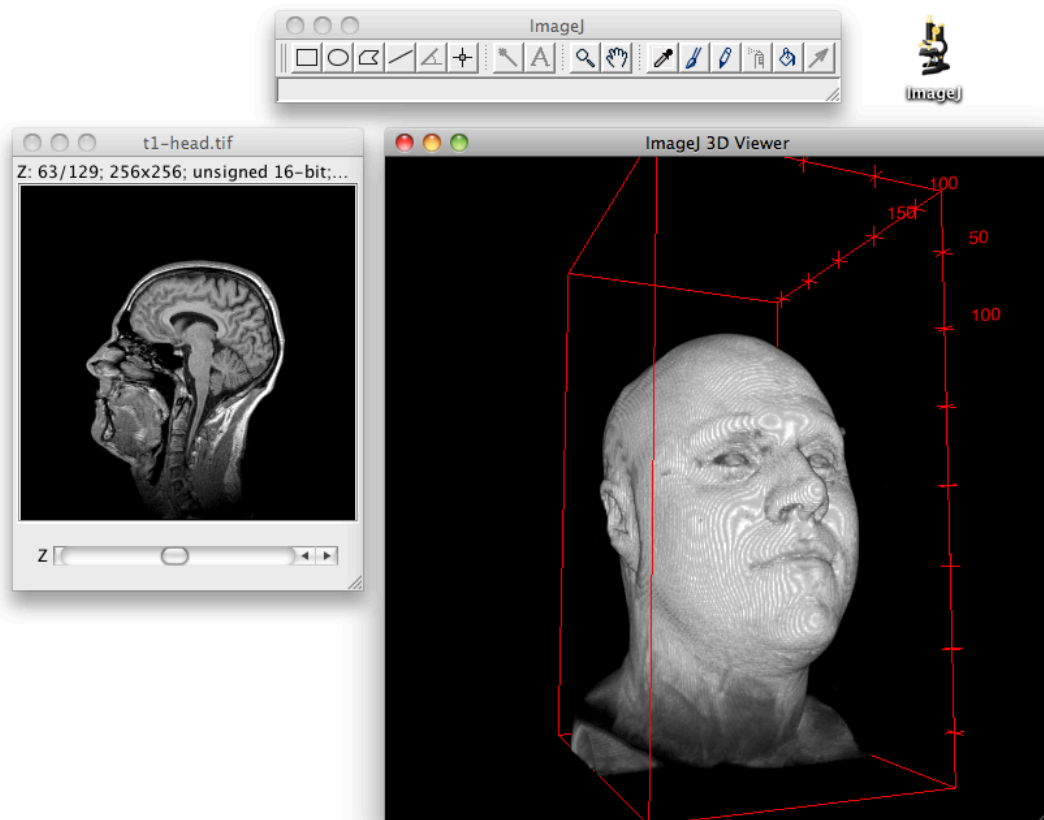 ImageJ
A
ImageJ
t1-head.tif
Z: 63/129; 256x256; unsigned 16-bit;...
Z
ImageJ 3D Viewer
100
150
50
100